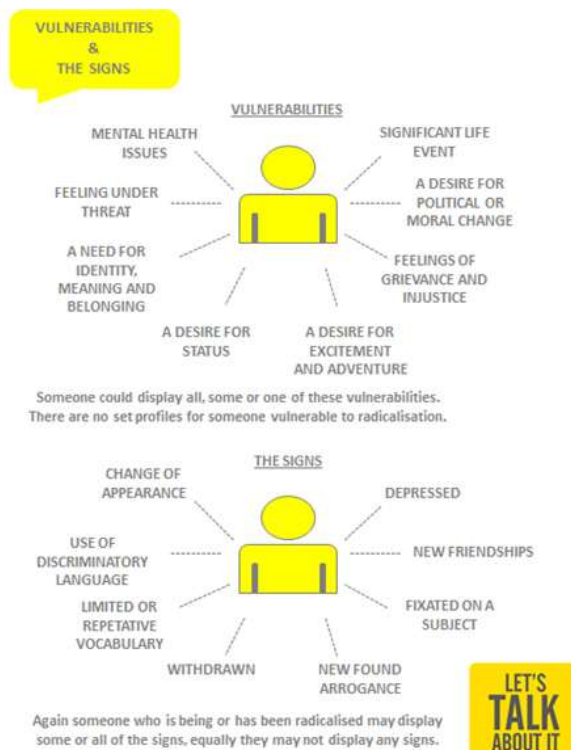 VULNERABILITIES
&
THE SIGNS
VULNERABILITIES
MENTAL HEALTH
ISSUES
SIGNIFICANT LIFE
EVENT
FEELING UNDER
THREAT
A DESIRE FOR
POLITICAL OR
MORAL CHANGE
A NEED FOR
IDENTITY,
MEANING AND
BELONGING
FEELINGS OF
GRIEVANCE AND
INJUSTICE
A DESIRE FOR
STATUS
A DESIRE FOR
EXCITEMENT
AND ADVENTURE
Someone could display all, some or one of these vulnerabilities.
There are no set profiles for someone vulnerable to radicalisation.
THE SIGNS
CHANGE OF
APPEARANCE
DEPRESSED
USE OF
DISCRIMINATORY
LANGUAGE
NEW FRIENDSHIPS
LIMITED OR
REPETATIVE
VOCABULARY
FIXATED ON A
SUBJECT
WITHDRAWN
NEW FOUND
ARROGANCE
Again someone who is being or has been radicalised may display
some or all of the signs, equally they may not display any signs.
LET'S
TALK
ABOUT IT